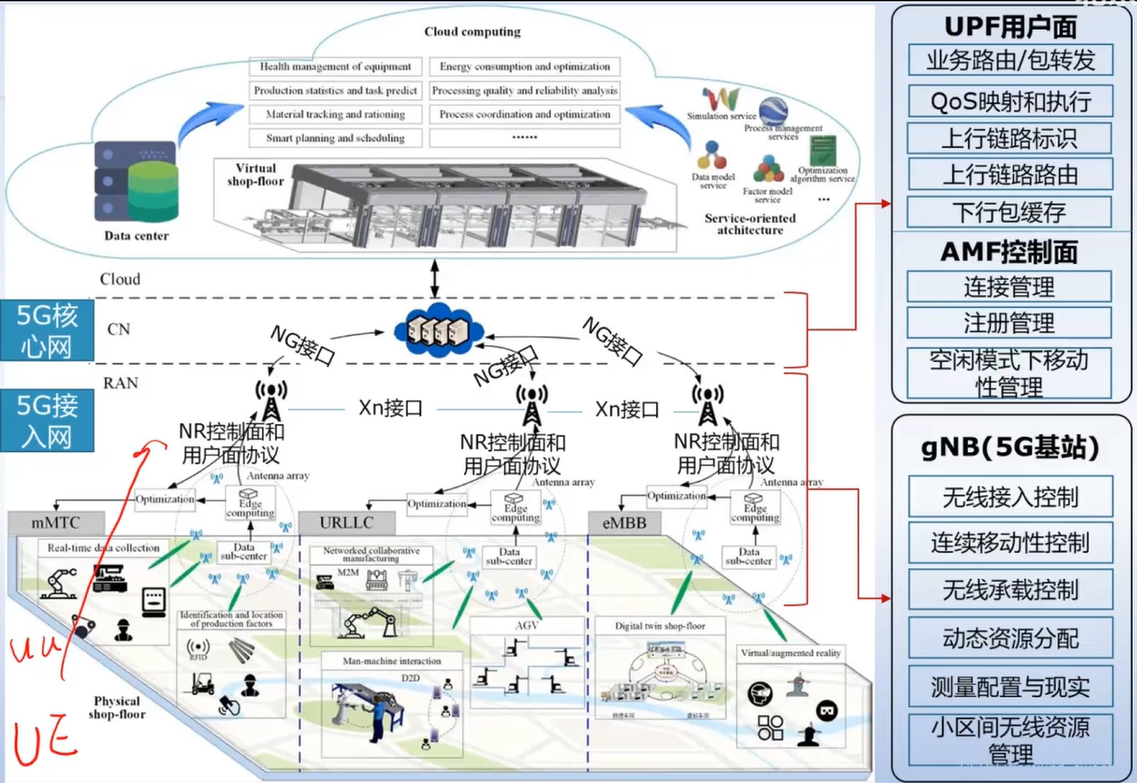 Cloud computing
Health management of equipment
Energy consumption and optimization
Production statistics and task predict
Processing quality and reliability analysis
Material tracking and rationing
Process coordination and optimization
Smart planning and scheduling
······
Simulation service
Process management
services
Data model
service
Factor model
service
Optimization
algorithm service
...
Virtual
shop-floor
Service-oriented
atchitecture
Data center
Cloud
5G核
心网
CN
NG接口
NG接口
NG接口
RAN
5G接
入网
Xn接口
Xn接口
NR控制面和
用户面协议
NR控制面和
用户面协议
NR控制面和
用户面协议
Antenna array
Antenna array
Antenna array
Optimization
Edge
computing
Optimization
Edge
computing
Optimization
Edge
computing
mMTC
URLLC
eMBB
Data
sub-center
Data
sub-center
Data
sub-center
Real-time data collection
Networked collaborative
manufacturing
M2M
Identification and location
of production factors
RFID
AGV
Digital twin shop-floor
Virtual/augmented reality
Man-machine interaction
D2D
Physical
shop-floor
uu
UE
UPF用户面
业务路由/包转发
QoS映射和执行
上行链路标识
上行链路路由
下行包缓存
AMF控制面
连接管理
注册管理
空闲模式下移动
性管理
gNB(5G基站)
无线接入控制
连续移动性控制
无线承载控制
动态资源分配
测量配置与现实
小区间无线资源
管理